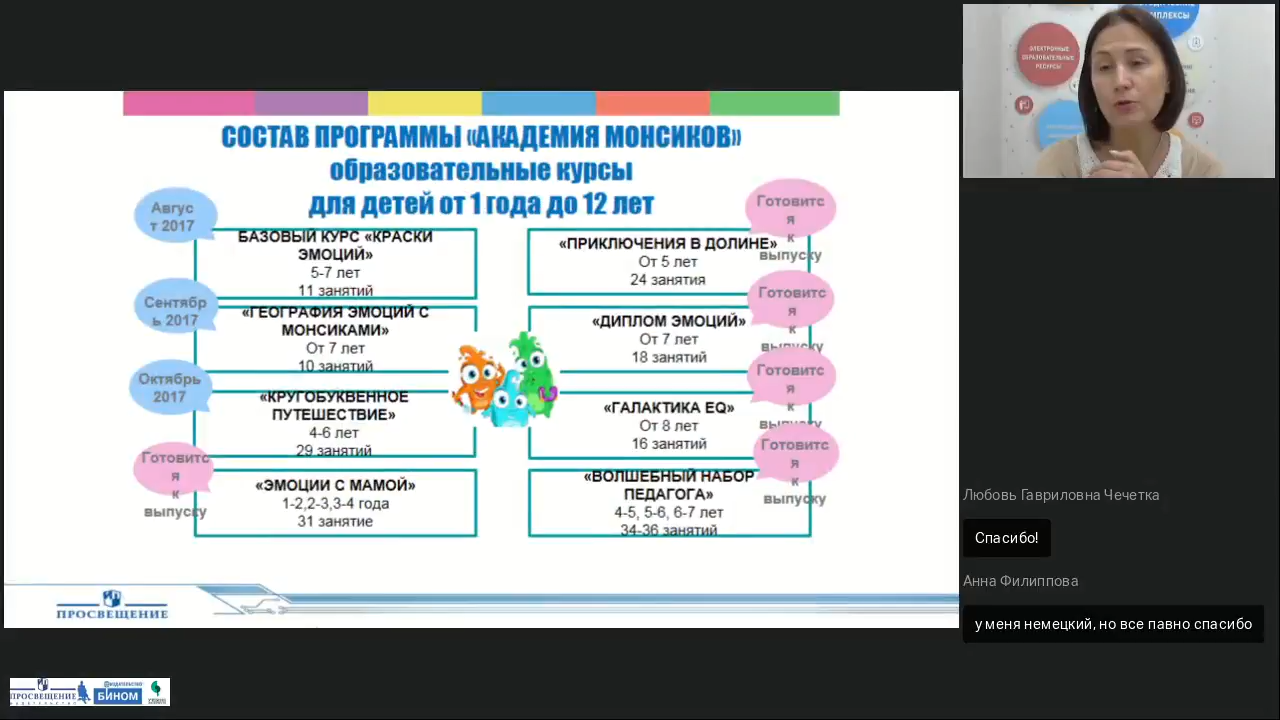 СОСТАВ ПРОГРАММЫ «АКАДЕМИЯ МОНСИКОВ»
образовательные курсы
для детей от 1 года до 12 лет
Авгус
т 2017
БАЗОВЫЙ КУРС «КРАСКИ
ЭМОЦИЙ»
5-7 лет
11 занятий
Сентябр
ь 2017
«ГЕОГРАФИЯ ЭМОЦИЙ С
МОНСИКАМИ»
От 7 лет
10 занятий
Октябрь
2017
«КРУГОБУКВЕННОЕ
ПУТЕШЕСТВИЕ»
4-6 лет
29 занятий
Готовитс
я
к
выпуску
«ЭМОЦИИ С МАМОЙ»
1-2,2-3,3-4 года
31 занятие
Готовитс
я
к
выпуску
«ПРИКЛЮЧЕНИЯ В ДОЛИНЕ»
От 5 лет
24 занятия
Готовитс
я
к
выпуску
«ДИПЛОМ ЭМОЦИЙ»
От 7 лет
18 занятий
Готовитс
я
к
выпуску
«ГАЛАКТИКА EQ»
От 8 лет
16 занятий
Готовитс
я
к
выпуску
«ВОЛШЕБНЫЙ НАБОР
ПЕДАГОГА»
4-5, 5-6, 6-7 лет
34-36 занятий
ПРОСВЕЩЕНИЕ
ПРОСВЕЩЕНИЕ
ИЗДАТЕЛЬСТВО
БИНОМ
ЭЛЕКТРОННЫЕ
ОБРАЗОВАТЕЛЬНЫЕ
РЕСУРСЫ
Любовь Гавриловна Чечетка
Спасибо!
Анна Филиппова
у меня немецкий, но все павно спасибо